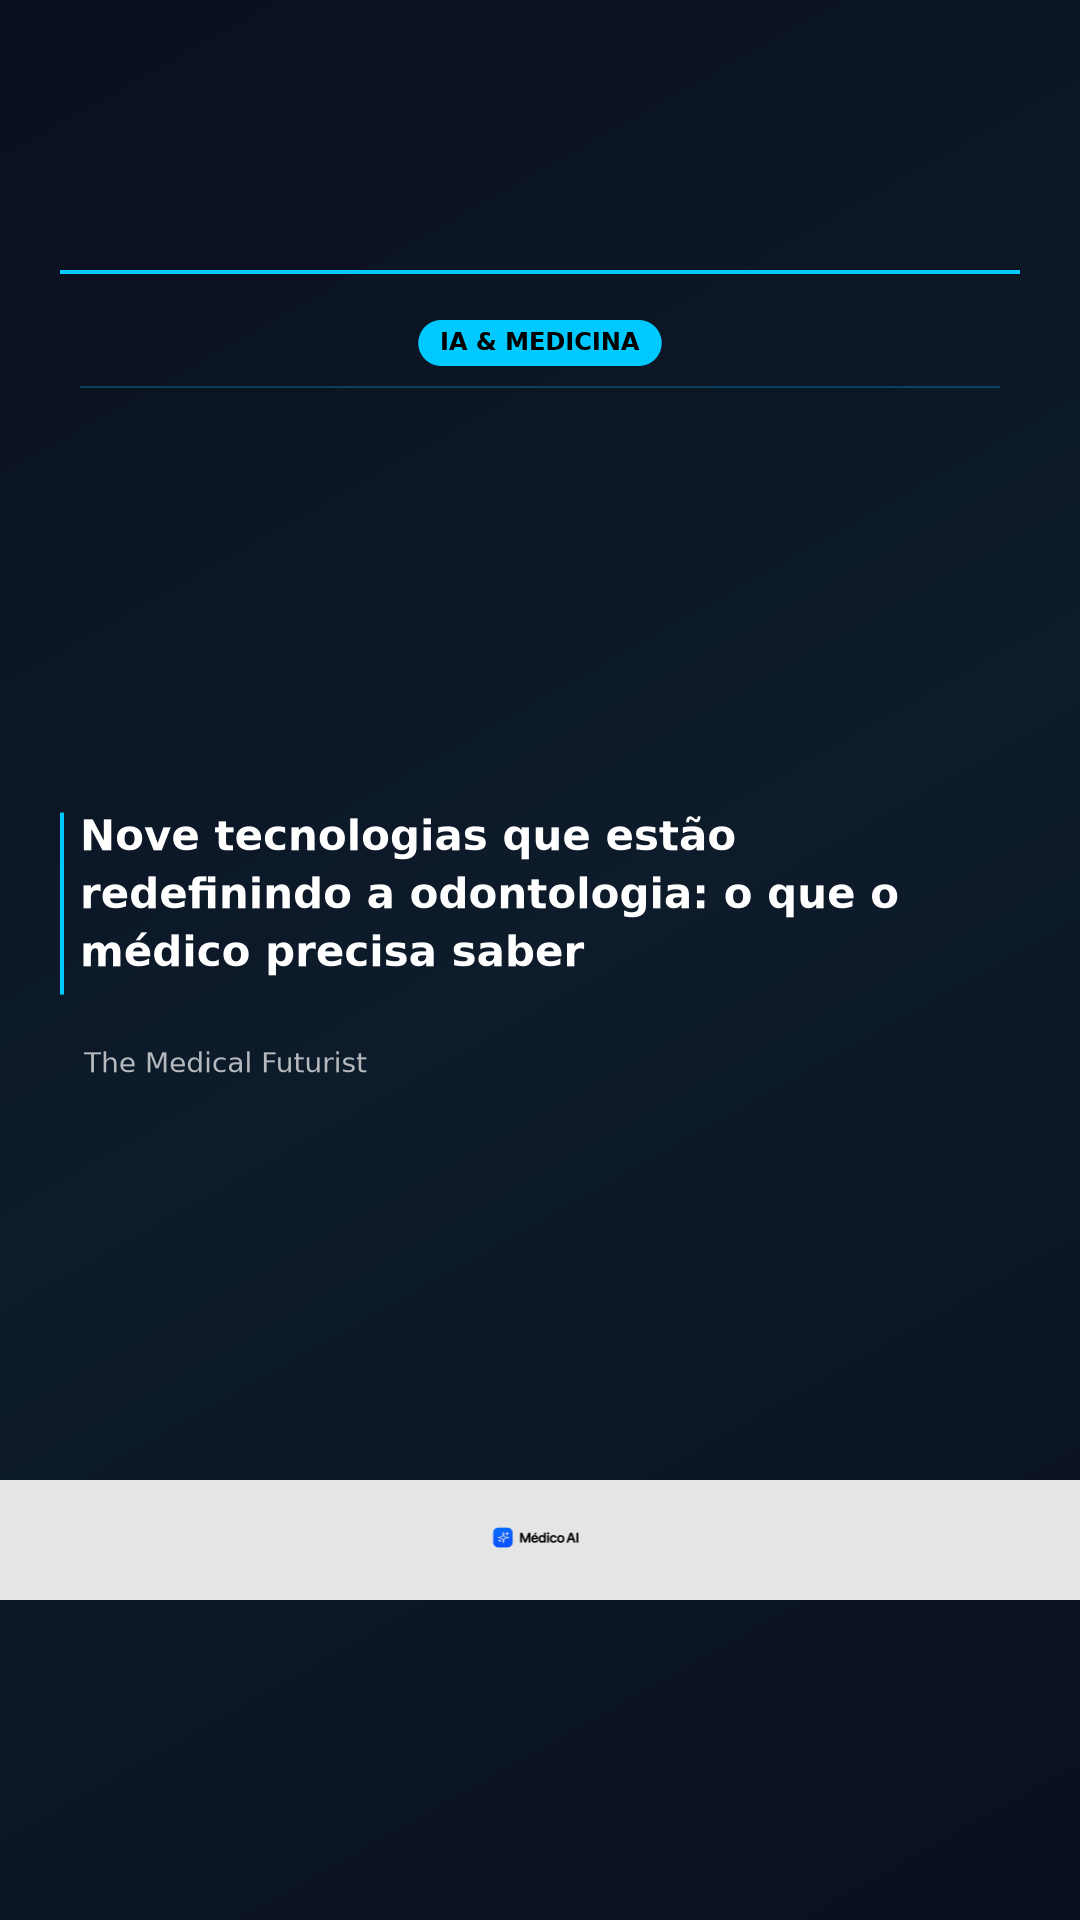 IA & MEDICINA
Nove tecnologias que estão
redefinindo a odontologia: o que o
médico precisa saber
The Medical Futurist
Médico AI